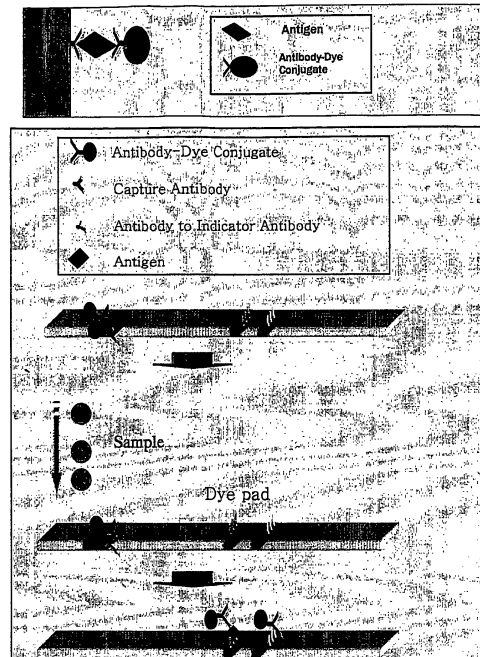 Antigen
Antibody-Dye
Conjugate
Antibody-Dye Conjugate
Capture Antibody
Antibody to Indicator Antibody
Antigen
Sample
Dye pad